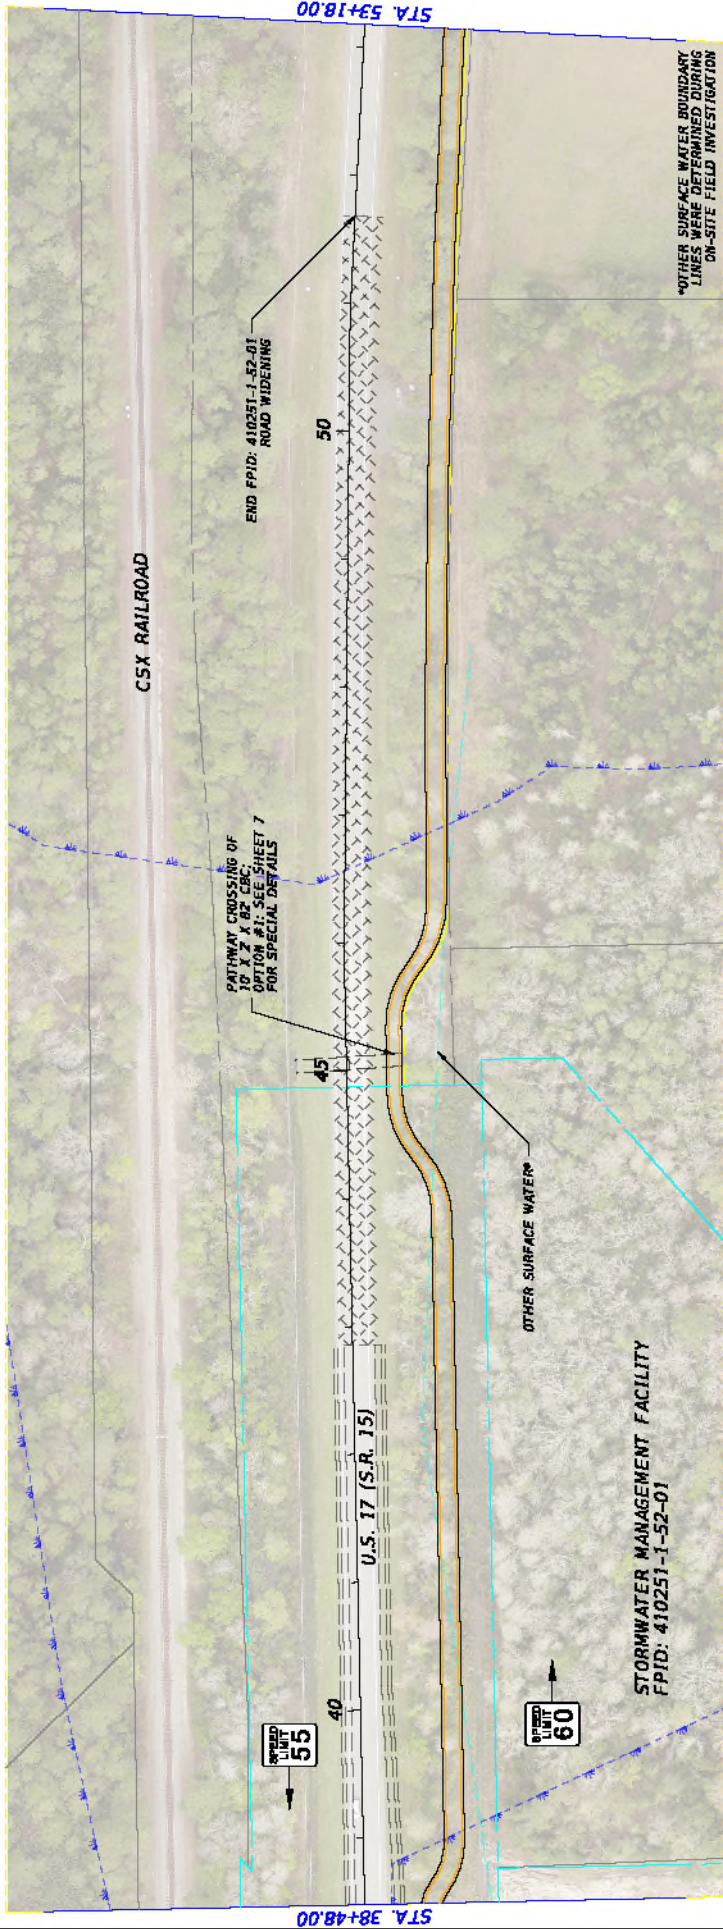 STA. 53+18.00
*OTHER SURFACE WATER BOUNDARY
LINES WERE DETERMINED DURING
ON-SITE FIELD INVESTIGATION
END FPID: 410251-1-52-01
ROAD WIDENING
50
CSX RAILROAD
PATHWAY CROSSING OF
10' X 2' X 82' CBC;
OPTION #1: SEE SHEET 7
FOR SPECIAL DETAILS
45
OTHER SURFACE WATER*
U.S. 17 (S.R. 15)
STORMWATER MANAGEMENT FACILITY
FPID: 410251-1-52-01
40
SPEED
LIMIT
55
SPEED
LIMIT
60
STA. 38+48.00